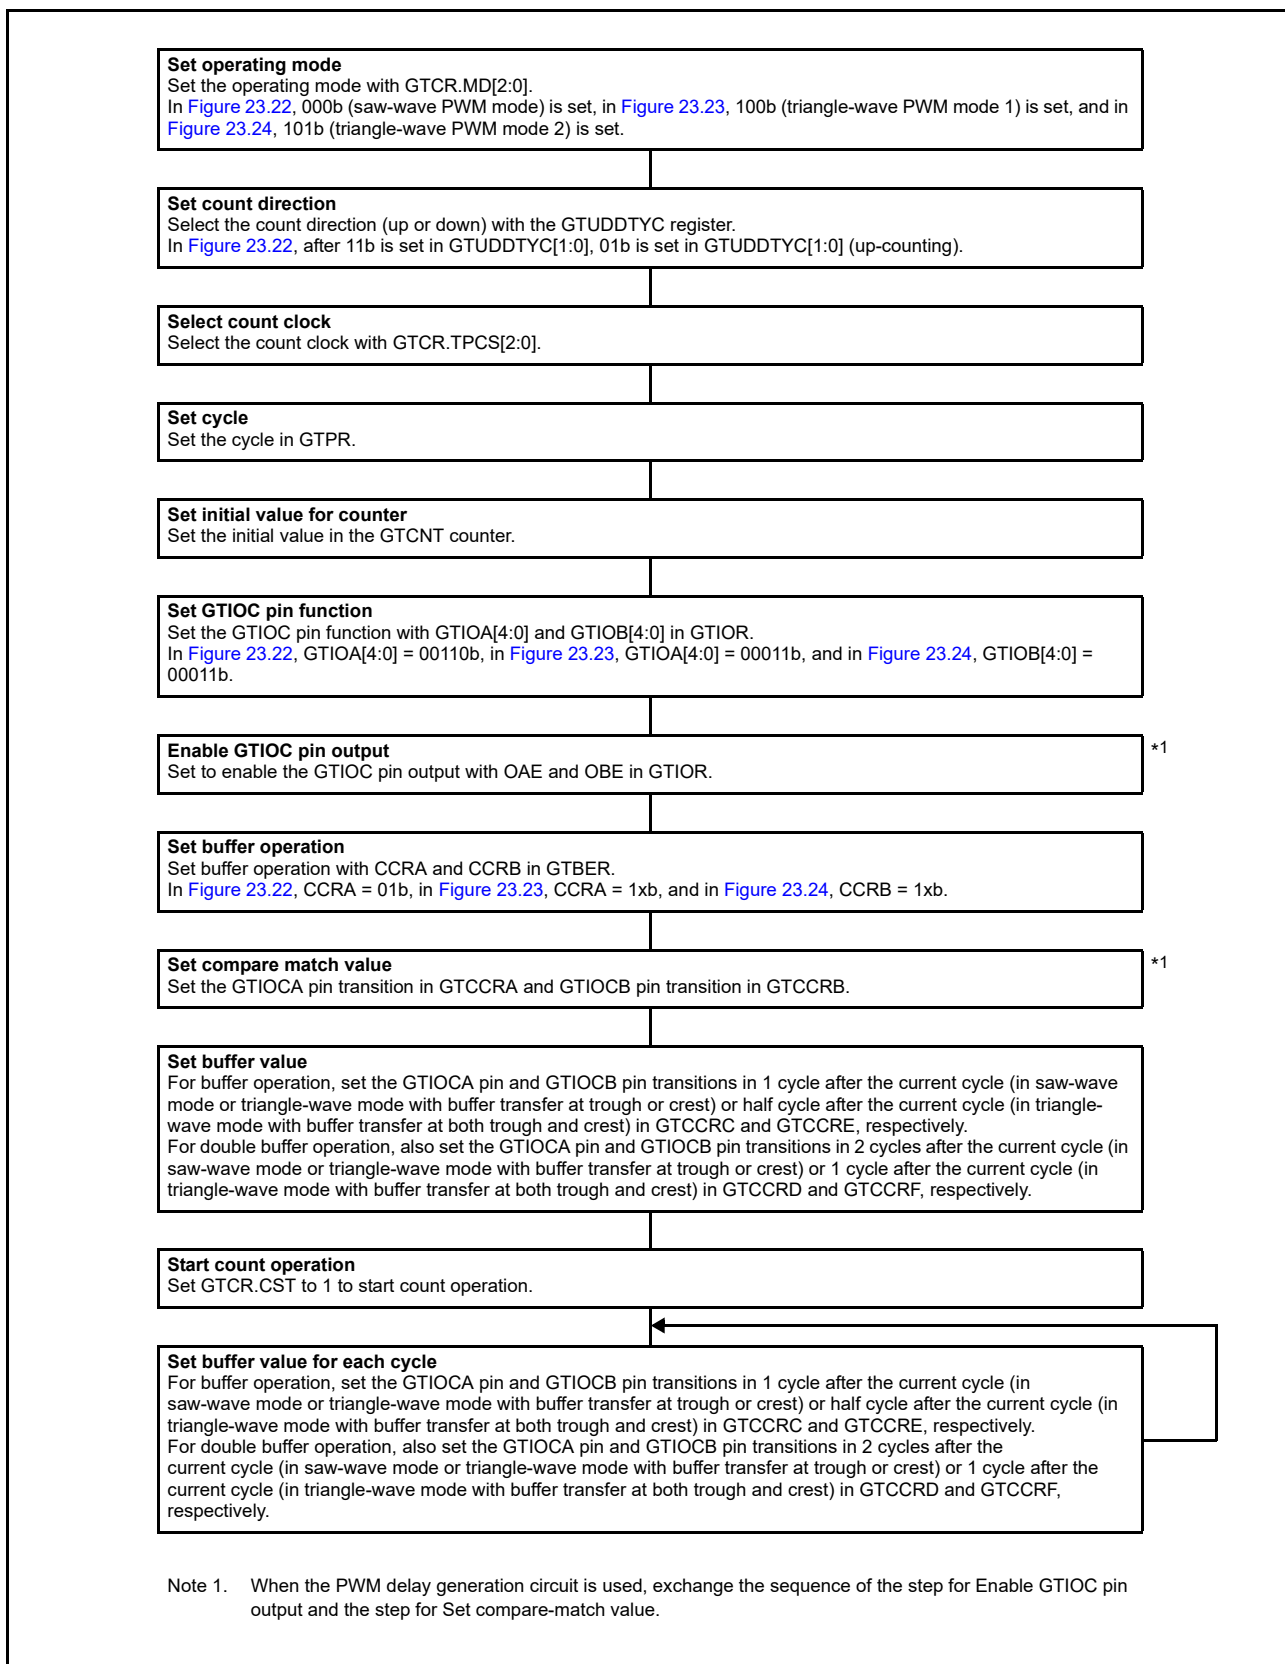 Set operating mode
Set the operating mode with GTCR.MD[2:0].
In Figure 23.22, 000b (saw-wave PWM mode) is set, in Figure 23.23, 100b (triangle-wave PWM mode 1) is set, and in
Figure 23.24, 101b (triangle-wave PWM mode 2) is set.
Set count direction
Select the count direction (up or down) with the GTUDDTYC register.
In Figure 23.22, after 11b is set in GTUDDTYC[1:0], 01b is set in GTUDDTYC[1:0] (up-counting).
Select count clock
Select the count clock with GTCR.TPCS[2:0].
Set cycle
Set the cycle in GTPR.
Set initial value for counter
Set the initial value in the GTCNT counter.
Set GTIOC pin function
Set the GTIOC pin function with GTIOA[4:0] and GTIOB[4:0] in GTIOR.
In Figure 23.22, GTIOA[4:0] = 00110b, in Figure 23.23, GTIOA[4:0] = 00011b, and in Figure 23.24, GTIOB[4:0] =
00011b.
Enable GTIOC pin output
*1
Set to enable the GTIOC pin output with OAE and OBE in GTIOR.
Set buffer operation
Set buffer operation with CCRA and CCRB in GTBER.
In Figure 23.22, CCRA = 01b, in Figure 23.23, CCRA = 1xb, and in Figure 23.24, CCRB = 1xb.
Set compare match value
*1
Set the GTIOCA pin transition in GTCCRA and GTIOCB pin transition in GTCCRB.
Set buffer value
For buffer operation, set the GTIOCA pin and GTIOCB pin transitions in 1 cycle after the current cycle (in saw-wave
mode or triangle-wave mode with buffer transfer at trough or crest) or half cycle after the current cycle (in triangle-
wave mode with buffer transfer at both trough and crest) in GTCCRC and GTCCRE, respectively.
For double buffer operation, also set the GTIOCA pin and GTIOCB pin transitions in 2 cycles after the current cycle (in
saw-wave mode or triangle-wave mode with buffer transfer at trough or crest) or 1 cycle after the current cycle (in
triangle-wave mode with buffer transfer at both trough and crest) in GTCCRD and GTCCRF, respectively.
Start count operation
Set GTCR.CST to 1 to start count operation.
Set buffer value for each cycle
For buffer operation, set the GTIOCA pin and GTIOCB pin transitions in 1 cycle after the current cycle (in
saw-wave mode or triangle-wave mode with buffer transfer at trough or crest) or half cycle after the current cycle (in
triangle-wave mode with buffer transfer at both trough and crest) in GTCCRC and GTCCRE, respectively.
For double buffer operation, also set the GTIOCA pin and GTIOCB pin transitions in 2 cycles after the
current cycle (in saw-wave mode or triangle-wave mode with buffer transfer at trough or crest) or 1 cycle after the
current cycle (in triangle-wave mode with buffer transfer at both trough and crest) in GTCCRD and GTCCRF,
respectively.
Note 1. When the PWM delay generation circuit is used, exchange the sequence of the step for Enable GTIOC pin
output and the step for Set compare-match value.